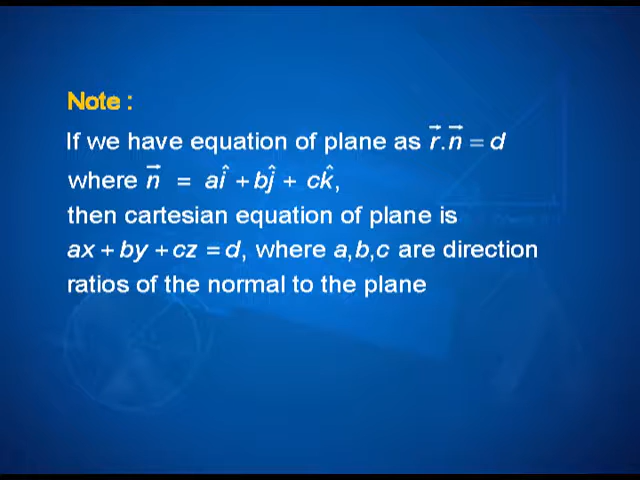 Note :
If we have equation of plane as r⃗.n⃗ = d
where n⃗ = aî + bĵ + ck̂,
then cartesian equation of plane is
ax + by + cz = d, where a,b,c are direction
ratios of the normal to the plane